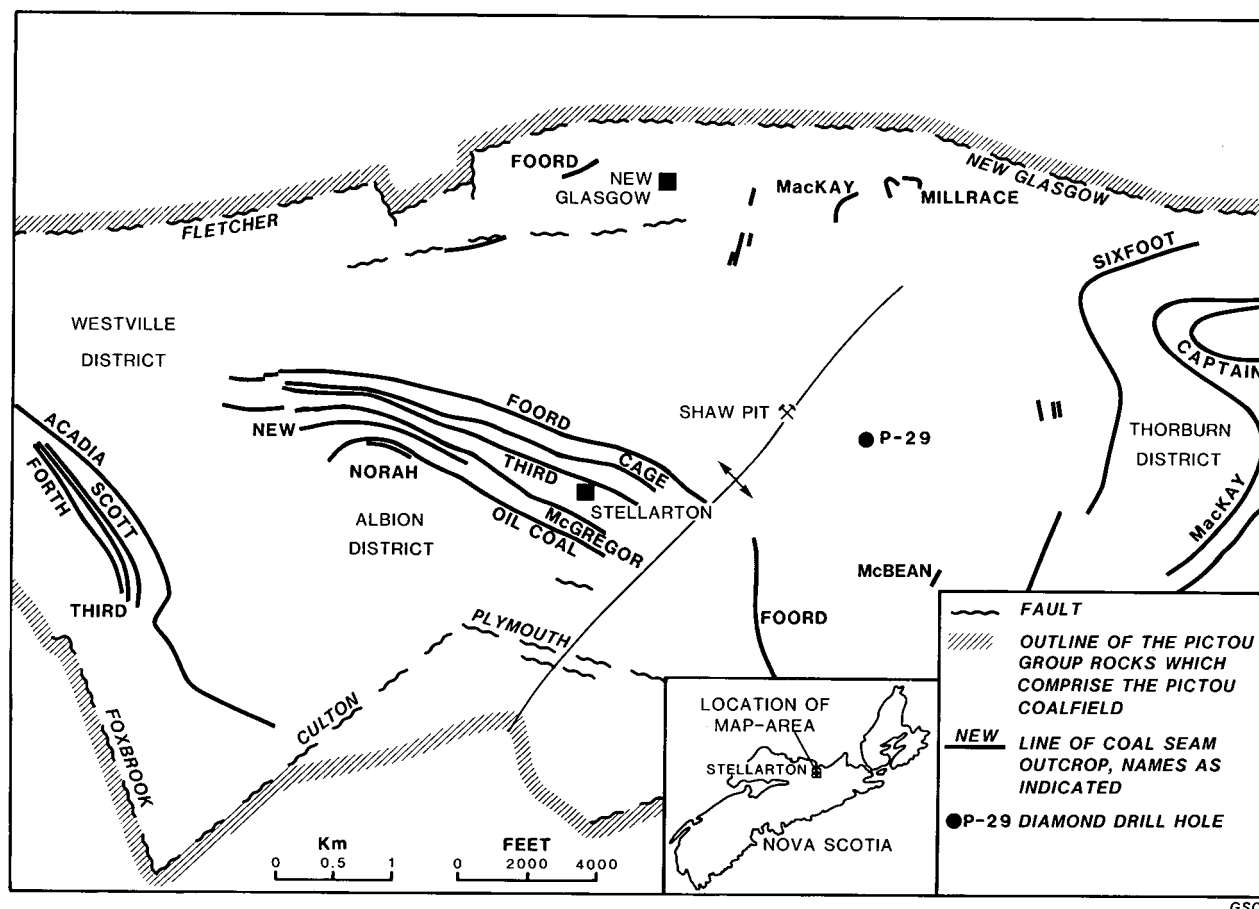 FOORD
NEW
GLASGOW
MacKAY
MILLRACE
NEW GLASGOW
FLETCHER
SIXFOOT
WESTVILLE
DISTRICT
CAPTAIN
FOORD
SHAW PIT
P-29
THORBURN
DISTRICT
ACADIA
NEW
CAGE
THIRD
SCOTT
FORTH
NORAH
STELLARTON
McGREGOR
OIL COAL
MacKAY
ALBION
DISTRICT
McBEAN
THIRD
PLYMOUTH
FOORD
CULTON
FOXBROOK
FAULT
OUTLINE OF THE PICTOU
GROUP ROCKS WHICH
COMPRISE THE PICTOU
COALFIELD
NEW
LINE OF COAL SEAM
OUTCROP, NAMES AS
INDICATED
P-29 DIAMOND DRILL HOLE
LOCATION OF
MAP-AREA
STELLARTON
NOVA SCOTIA
Km
0 0.5 1
FEET
0 2000 4000
GSC